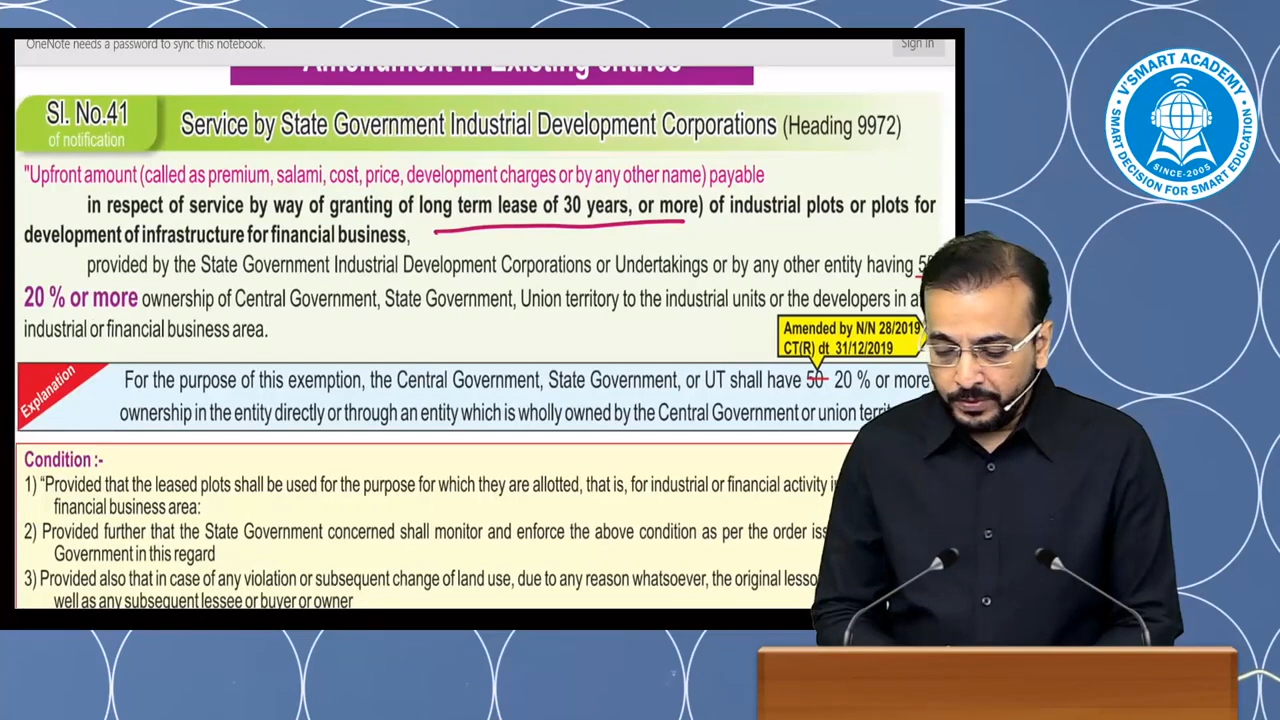 OneNote needs a password to sync this notebook.
Sign in
Amendment in Existing entries
Sl. No.41
of notification
Service by State Government Industrial Development Corporations (Heading 9972)
"Upfront amount (called as premium, salami, cost, price, development charges or by any other name) payable
in respect of service by way of granting of long term lease of 30 years, or more) of industrial plots or plots for
development of infrastructure for financial business,
provided by the State Government Industrial Development Corporations or Undertakings or by any other entity having
20 % or more ownership of Central Government, State Government, Union territory to the industrial units or the developers in
industrial or financial business area.
Amended by N/N 28/2019
CT(R) dt 31/12/2019
Explanation
For the purpose of this exemption, the Central Government, State Government, or UT shall have 50 20 % or more
ownership in the entity directly or through an entity which is wholly owned by the Central Government or union
Condition :-
1) “Provided that the leased plots shall be used for the purpose for which they are allotted, that is, for industrial or financial activity
financial business area:
2) Provided further that the State Government concerned shall monitor and enforce the above condition as per the order
Government in this regard
3) Provided also that in case of any violation or subsequent change of land use, due to any reason whatsoever, the original
well as any subsequent lessee or buyer or owner
V'SMART ACADEMY
SINCE-2005
SMART DECISION FOR SMART EDUCATION